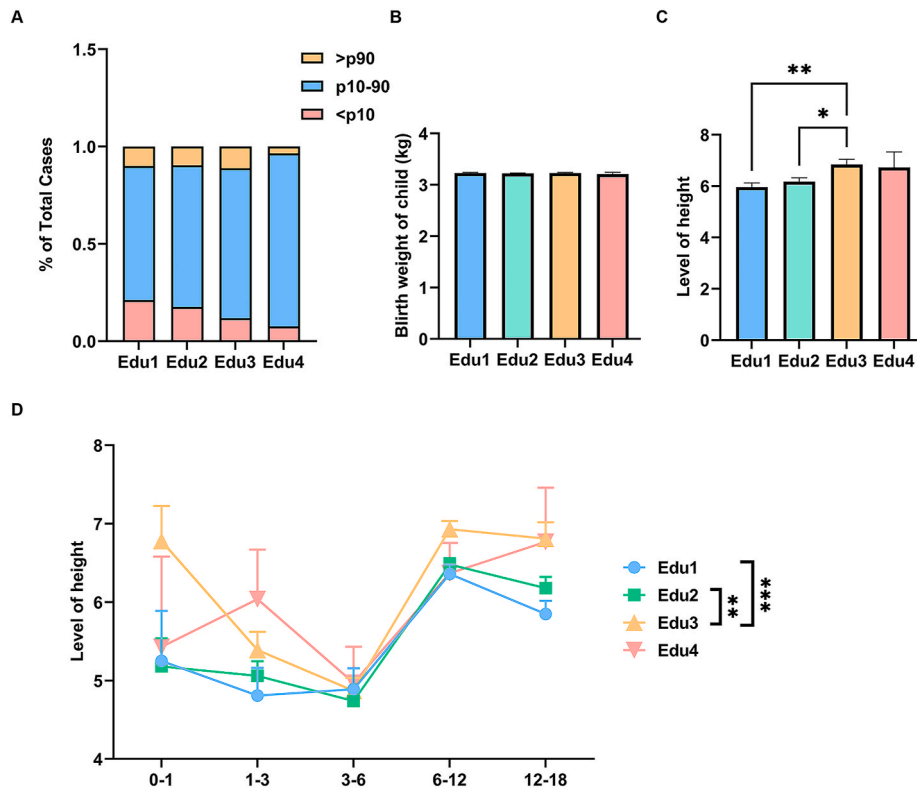 A
1.5
1.0
0.5
0.0
% of Total Cases
Edu1 Edu2 Edu3 Edu4
>p90
p10-90
<p10
B
4
3
2
1
0
Blirth weight of child (kg)
Edu1 Edu2 Edu3 Edu4
C
8
6
4
2
0
Level of height
Edu1 Edu2 Edu3 Edu4
**
*
D
8
7
6
5
4
Level of height
0-1 1-3 3-6 6-12 12-18
Edu1
Edu2
Edu3
Edu4
**
***